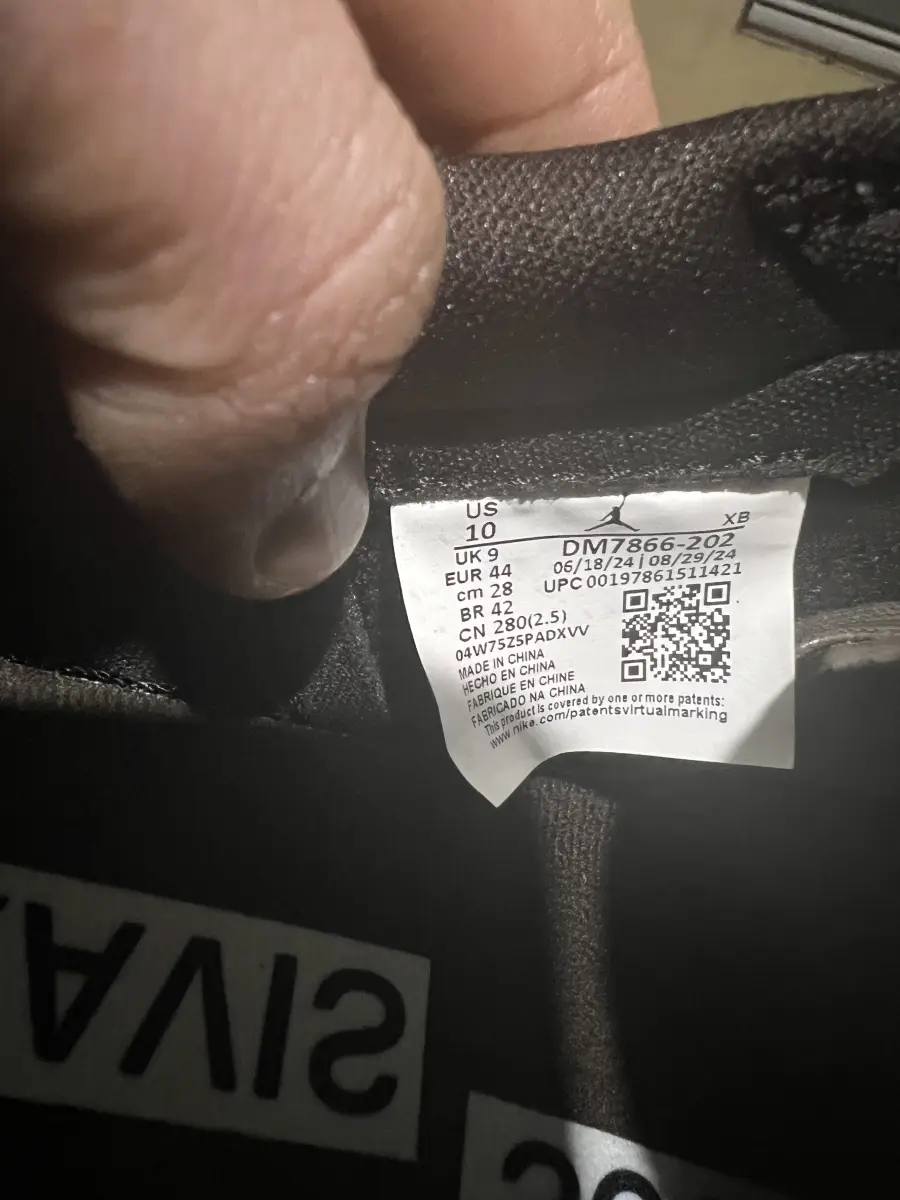 US
10
XB
UK 9
DM7866-202
EUR 44
06/18/24 | 08/29/24
cm 28
UPC 00197861511421
BR 42
CN 280(2.5)
04W75Z5PADXVV
MADE IN CHINA
HECHO EN CHINA
FABRIQUE EN CHINE
FABRICADO NA CHINA
This product is covered by one or more patents:
www.nike.com/patentsvirtualmarking
AVIS